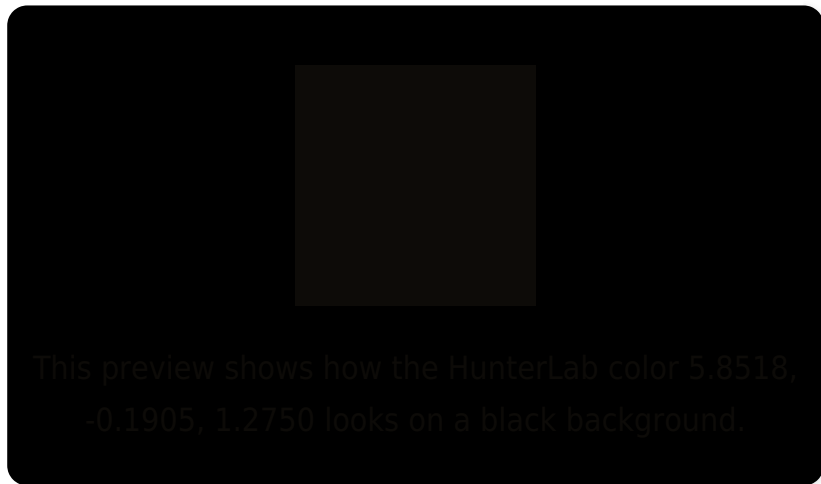 This preview shows how the HunterLab color 5.8518,
-0.1905, 1.2750 looks on a black background.